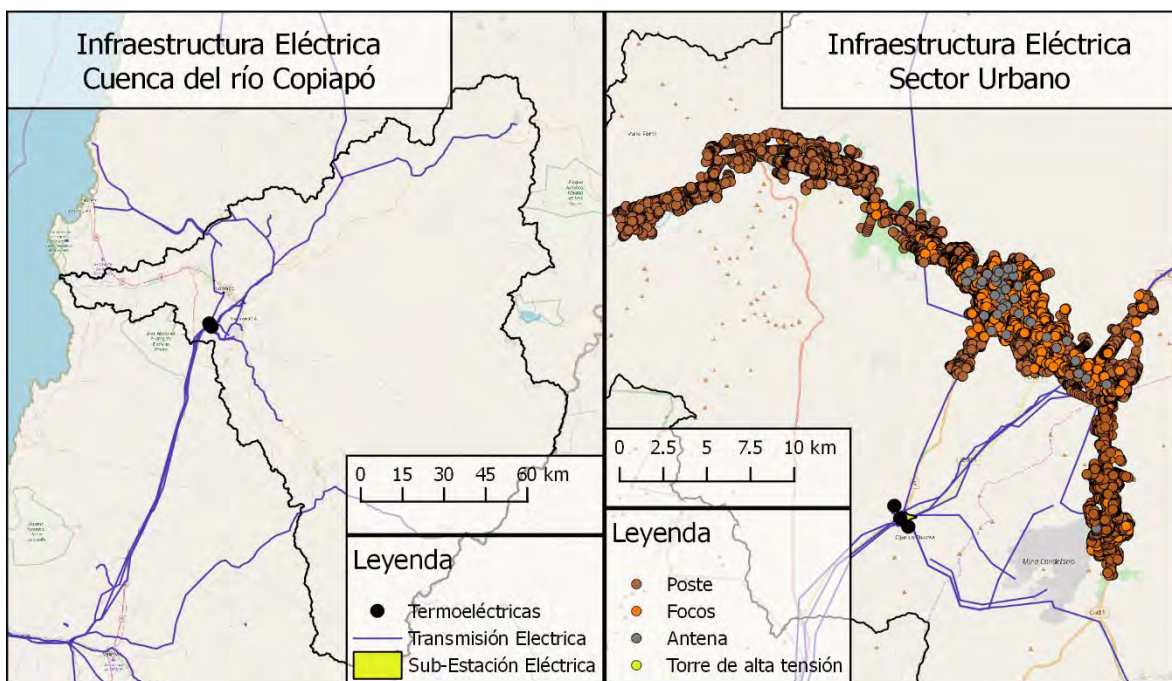 Infraestructura Eléctrica
Cuenca del río Copiapó
0 15 30 45 60 km
Leyenda
Termoeléctricas
Transmisión Electrica
Sub-Estación Eléctrica
Infraestructura Eléctrica
Sector Urbano
0 2.5 5 7.5 10 km
Leyenda
Poste
Focos
Antena
Torre de alta tensión
Mina Candelaria